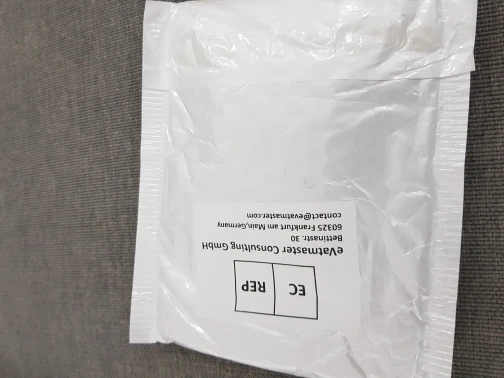 EC REP
eVatmaster Consulting GmbH
Bettinastr. 30
60325 Frankfurt am Main,Germany
contact@evatmaster.com